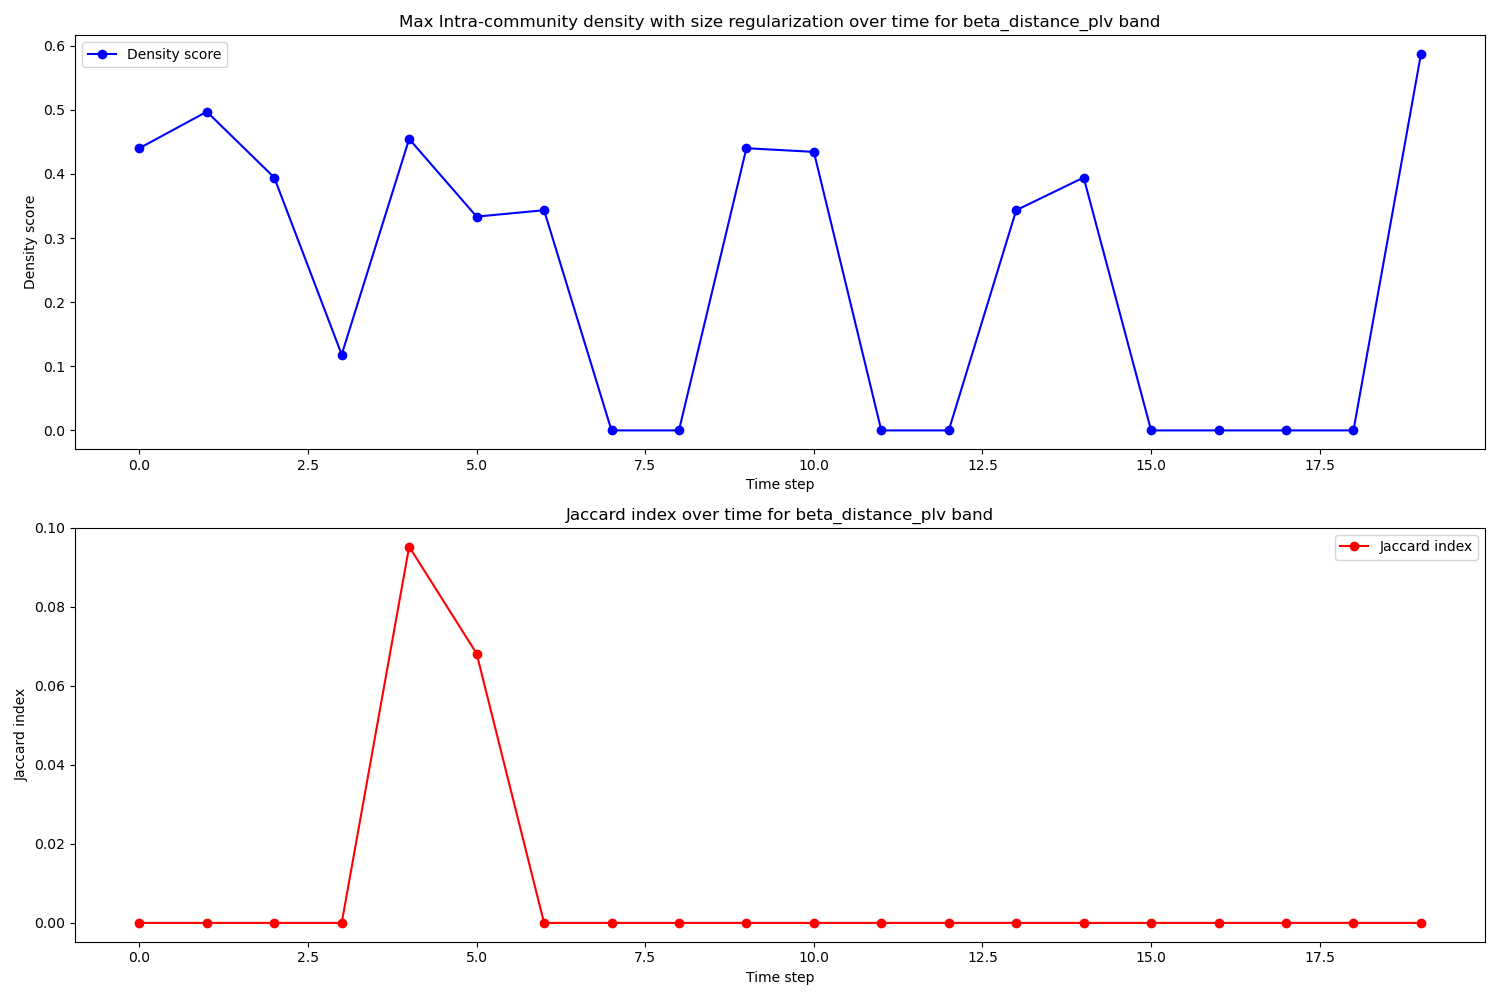 Max Intra-community density with size regularization over time for beta_distance_plv band
Density score
0.6
0.5
0.4
0.3
0.2
0.1
0.0
Density score
0.0 2.5 5.0 7.5 10.0 12.5 15.0 17.5
Time step
Jaccard index over time for beta_distance_plv band
Jaccard index
0.10
0.08
0.06
0.04
0.02
0.00
Jaccard index
0.0 2.5 5.0 7.5 10.0 12.5 15.0 17.5
Time step